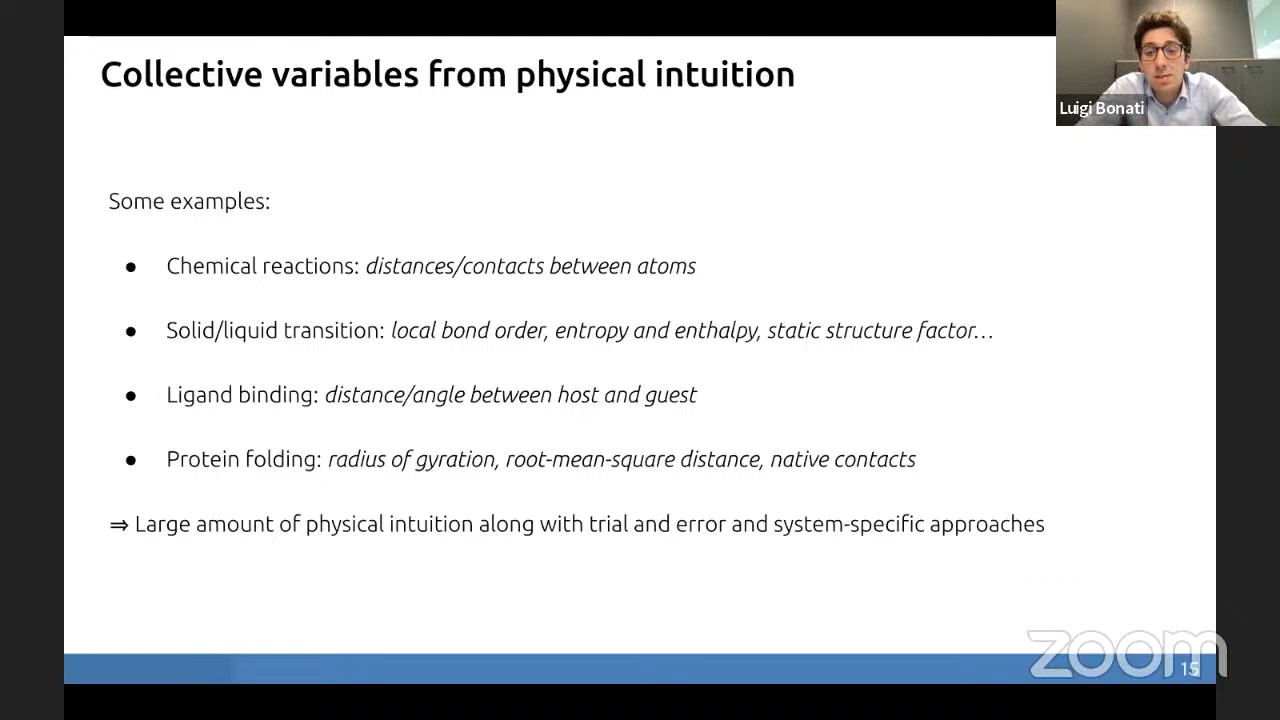 Collective variables from physical intuition
Luigi Bonati
Some examples:
● Chemical reactions: distances/contacts between atoms
● Solid/liquid transition: local bond order, entropy and enthalpy, static structure factor…
● Ligand binding: distance/angle between host and guest
● Protein folding: radius of gyration, root-mean-square distance, native contacts
⇒ Large amount of physical intuition along with trial and error and system-specific approaches
zoom
15